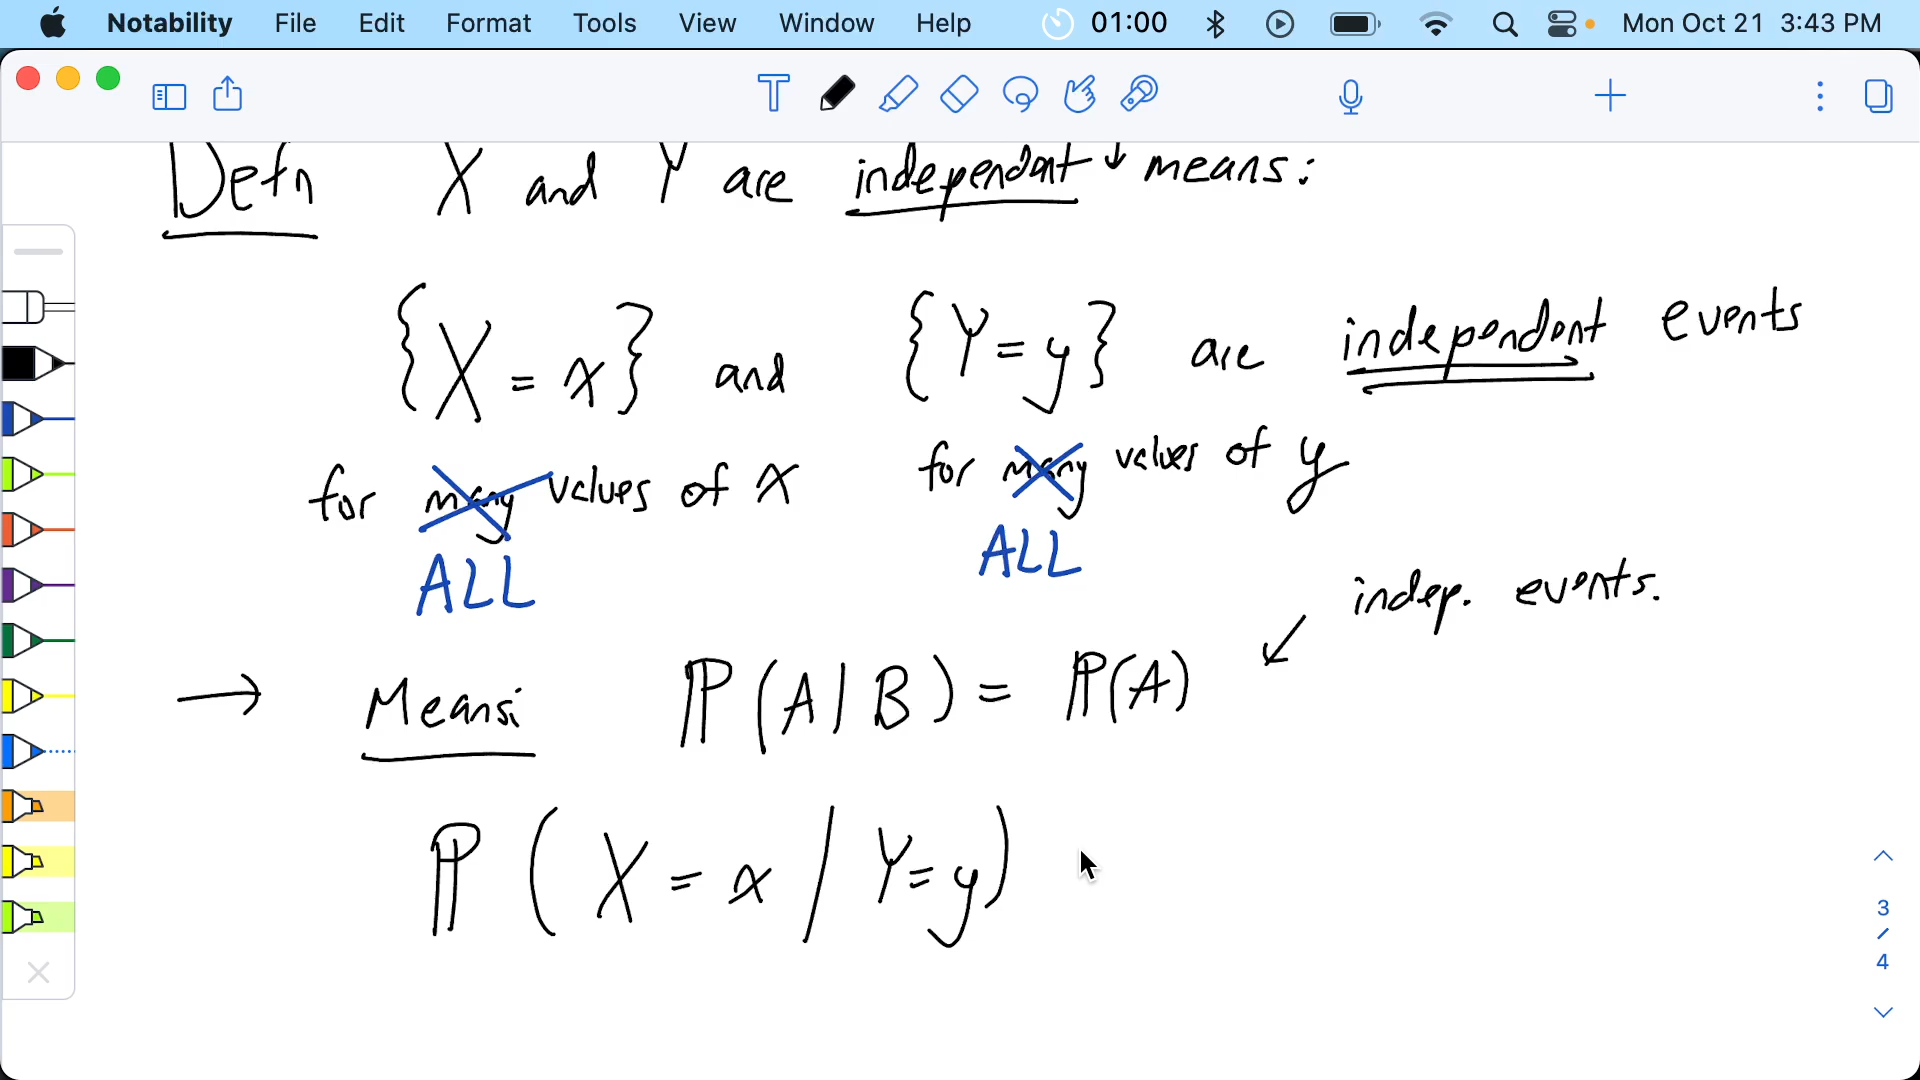 Notability File Edit Format Tools View Window Help 01:00 Mon Oct 21 3:43 PM
Defn X and Y are independent ↓ means:
{X = x} and {Y = y} are independent events
for many values of x for many values of y
ALL ALL
indep. events.
→ Means: ℙ(A|B) = ℙ(A) ↙
ℙ(X = x / Y = y)
3
/
4